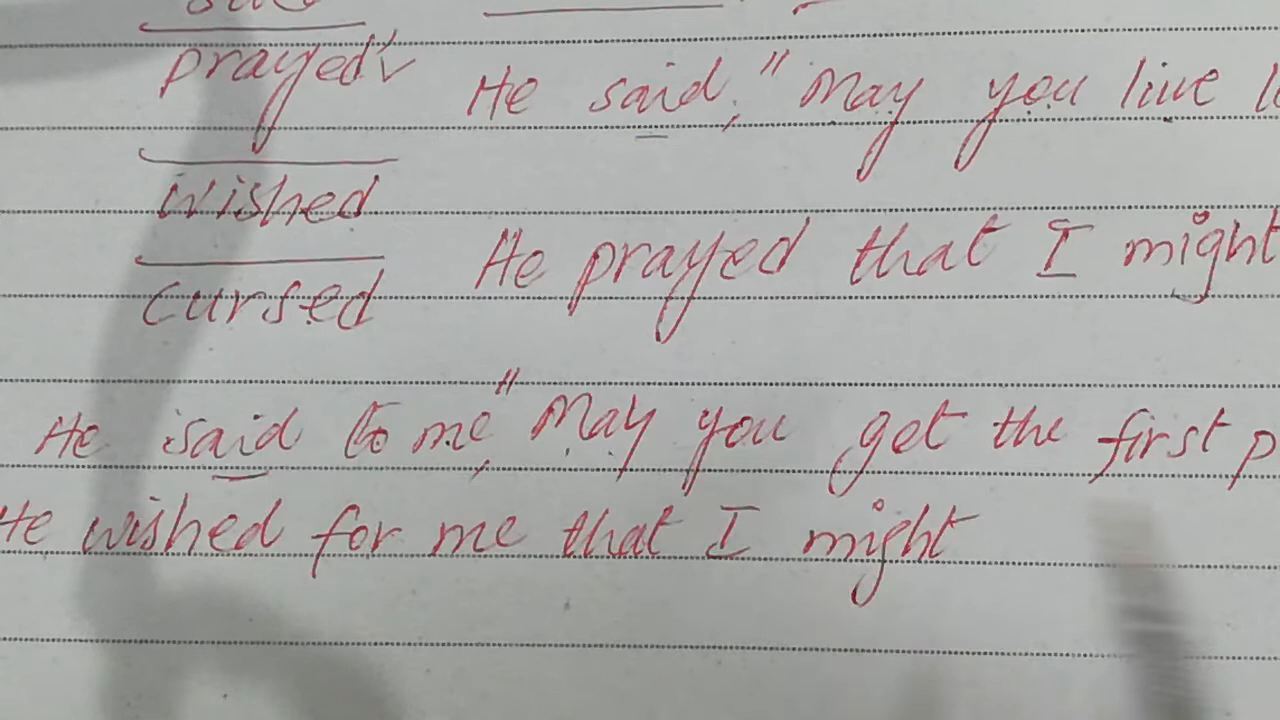 prayed✓ He said, "May you live
wished
He prayed that I might
cursed
He said to me, "May you get the first
He wished for me that I might